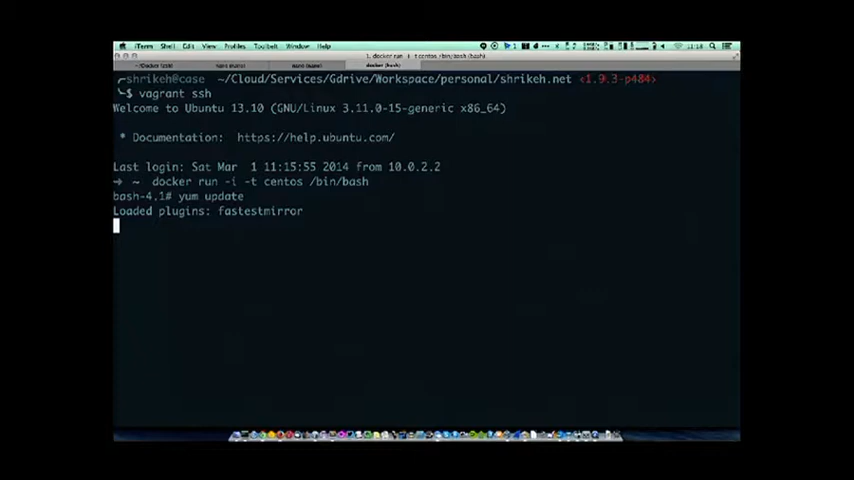 iTerm Shell Edit View Profiles Toolbelt Window Help
1. docker run -i -t centos /bin/bash (bash)
docker (bash)
shrikeh@case ~/Cloud/Services/Gdrive/Workspace/personal/shrikeh.net <1.9.3-p484>
$ vagrant ssh
Welcome to Ubuntu 13.10 (GNU/Linux 3.11.0-15-generic x86_64)
* Documentation: https://help.ubuntu.com/
Last login: Sat Mar 1 11:15:55 2014 from 10.0.2.2
➜ ~ docker run -i -t centos /bin/bash
bash-4.1# yum update
Loaded plugins: fastestmirror